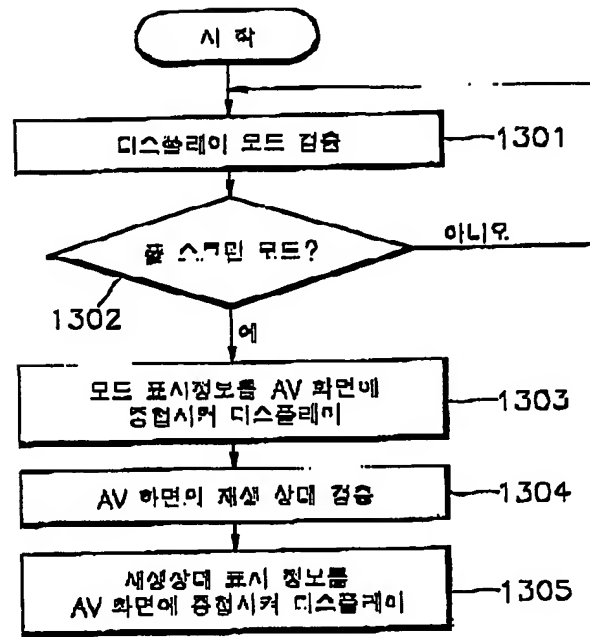 시 작
디스플레이 모드 검출
1301
풀 스크린 모드?
아니오
1302
예
모드 표시정보를 AV 화면에
중첩시켜 디스플레이
1303
AV 화면의 재생 상태 검출
1304
재생상태 표시 정보를
AV 화면에 중첩시켜 디스플레이
1305